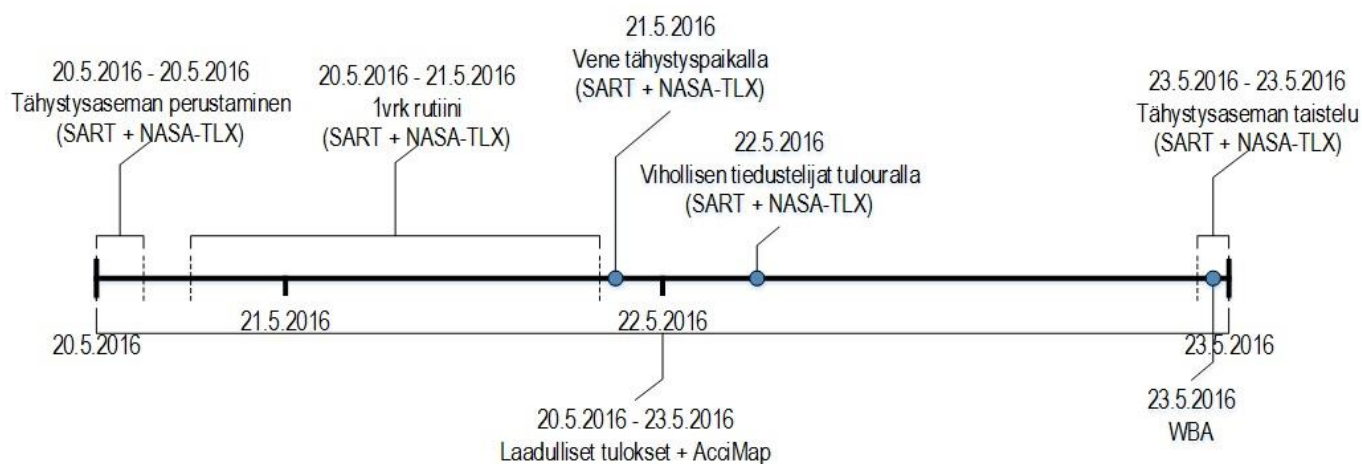 20.5.2016 - 20.5.2016
Tähystysaseman perustaminen
(SART + NASA-TLX)
20.5.2016 - 21.5.2016
1vrk rutiini
(SART + NASA-TLX)
21.5.2016
Vene tähystyspaikalla
(SART + NASA-TLX)
22.5.2016
Vihollisen tiedustelijat tulouralla
(SART + NASA-TLX)
23.5.2016 - 23.5.2016
Tähystysaseman taistelu
(SART + NASA-TLX)
20.5.2016
21.5.2016
22.5.2016
23.5.2016
20.5.2016 - 23.5.2016
Laadulliset tulokset + AcciMap
23.5.2016
WBA